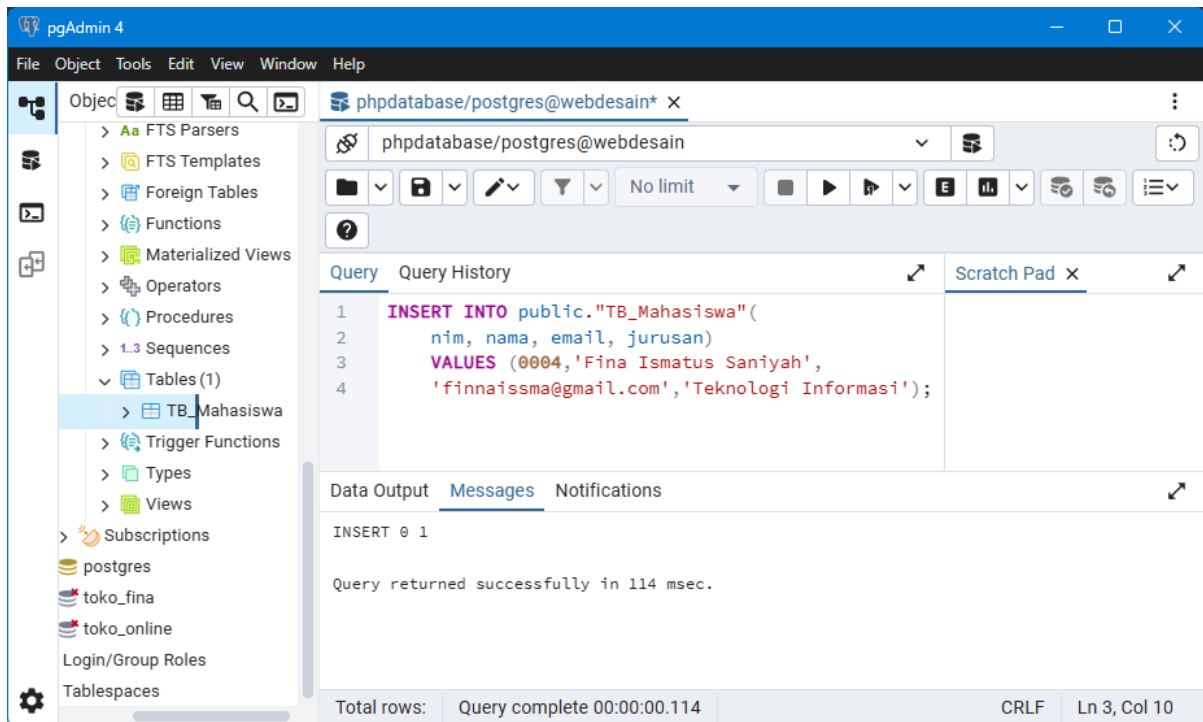 pgAdmin 4
File Object Tools Edit View Window Help
Objec
phpdatabase/postgres@webdesain*
Aa FTS Parsers
FTS Templates
Foreign Tables
Functions
Materialized Views
Operators
Procedures
1..3 Sequences
Tables (1)
TB_Mahasiswa
Trigger Functions
Types
Views
Subscriptions
postgres
toko_fina
toko_online
Login/Group Roles
Tablespaces
phpdatabase/postgres@webdesain
No limit
E
Query Query History
Scratch Pad
1 INSERT INTO public."TB_Mahasiswa"(
2 nim, nama, email, jurusan)
3 VALUES (0004,'Fina Ismatus Saniyah',
4 'finnaissma@gmail.com','Teknologi Informasi');
Data Output Messages Notifications
INSERT 0 1
Query returned successfully in 114 msec.
Total rows: Query complete 00:00:00.114 CRLF Ln 3, Col 10